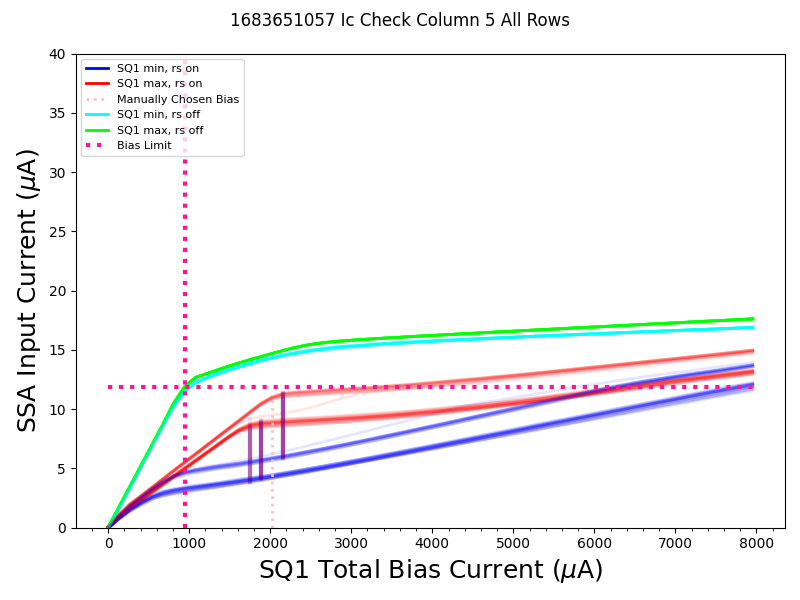 1683651057 Ic Check Column 5 All Rows
SSA Input Current (μA)
40
35
30
25
20
15
10
5
0
SQ1 min, rs on
SQ1 max, rs on
Manually Chosen Bias
SQ1 min, rs off
SQ1 max, rs off
Bias Limit
0 1000 2000 3000 4000 5000 6000 7000 8000
SQ1 Total Bias Current (μA)